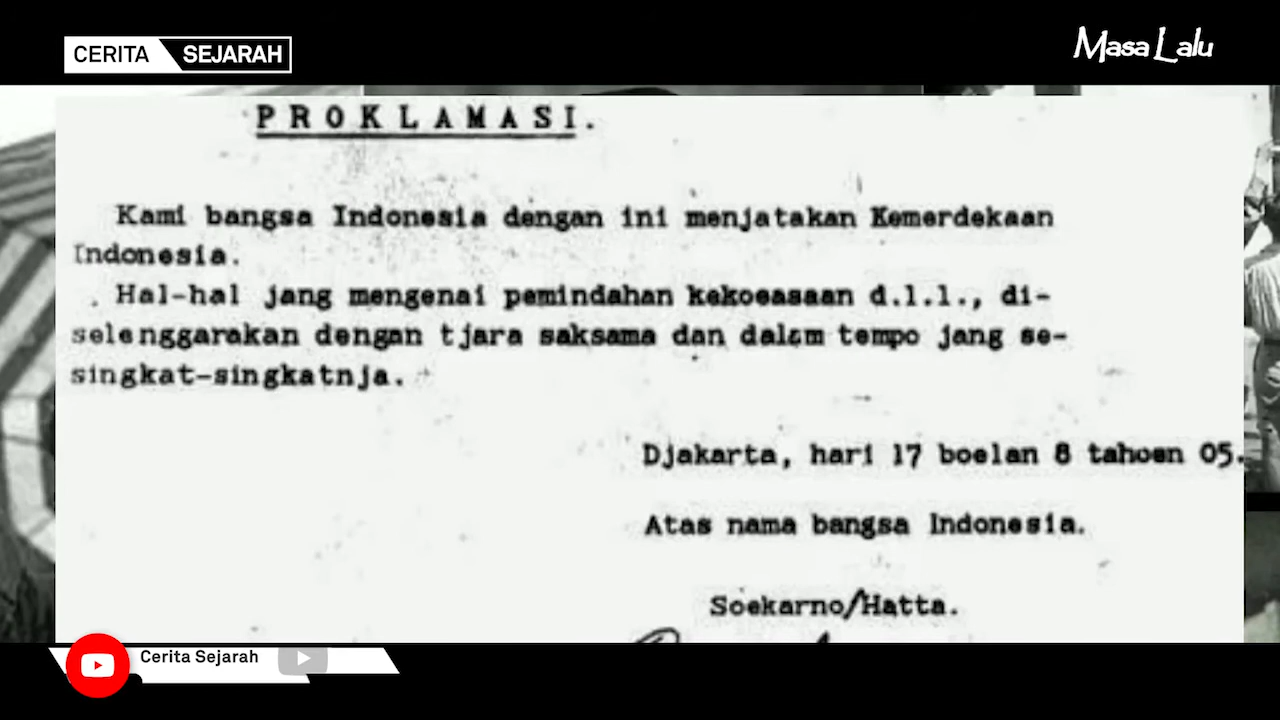 CERITA SEJARAH
Masa Lalu
PROKLAMASI.
Kami bangsa Indonesia dengan ini menjatakan Kemerdekaan
Indonesia.
Hal-hal jang mengenai pemindahan kekoeasaan d.l.l., di-
selenggarakan dengan tjara saksama dan dalam tempo jang se-
singkat-singkatnja.
Djakarta, hari 17 boelan 8 tahoen 05.
Atas nama bangsa Indonesia.
Soekarno/Hatta.
Cerita Sejarah